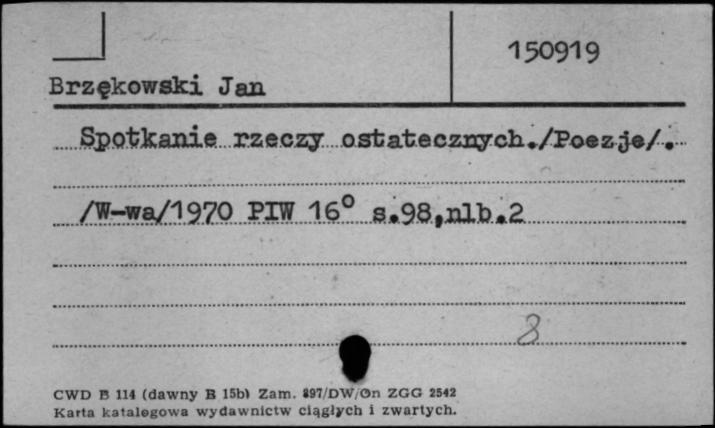 150919
Brzękowski Jan
Spotkanie rzeczy ostatecznych./Poezje/.
/W-wa/1970 PIW 16° s.98,nlb.2
8
CWD B 114 (dawny B 15b) Zam. 897/DW/On ZGG 2542
Karta katalogowa wydawnictw ciągłych i zwartych.